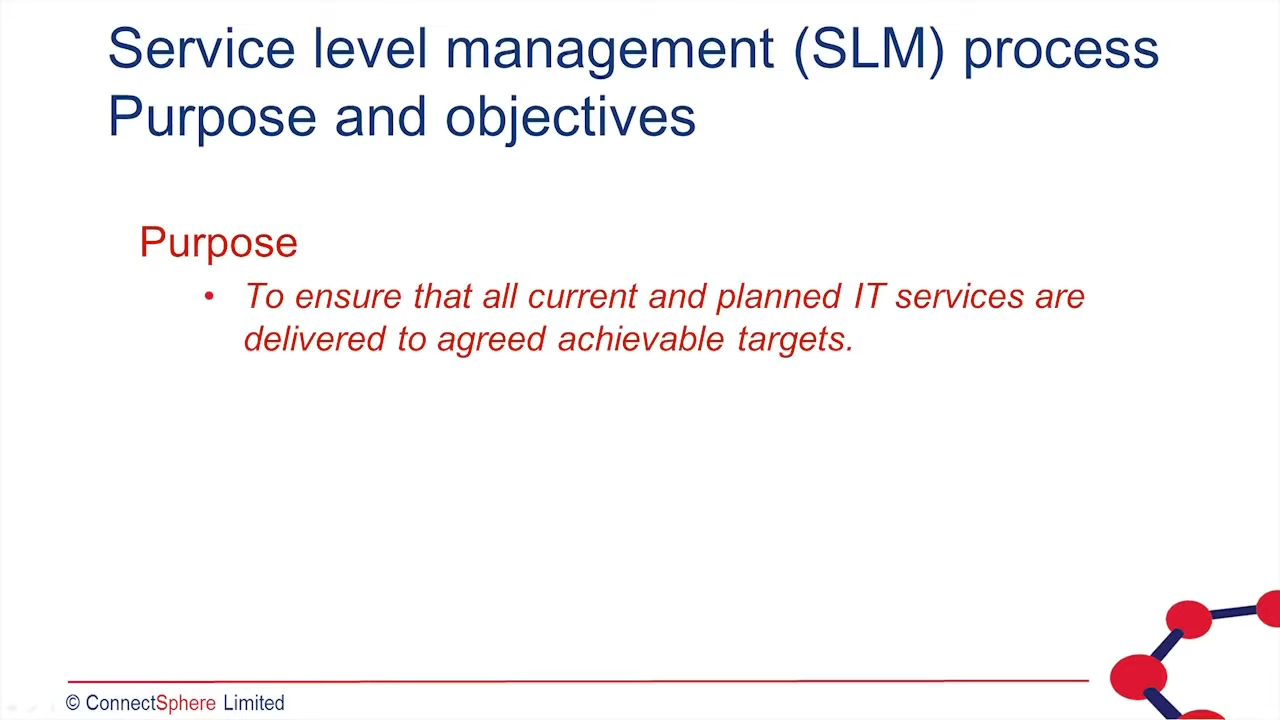 Service level management (SLM) process
Purpose and objectives
Purpose
• To ensure that all current and planned IT services are
delivered to agreed achievable targets.
© ConnectSphere Limited